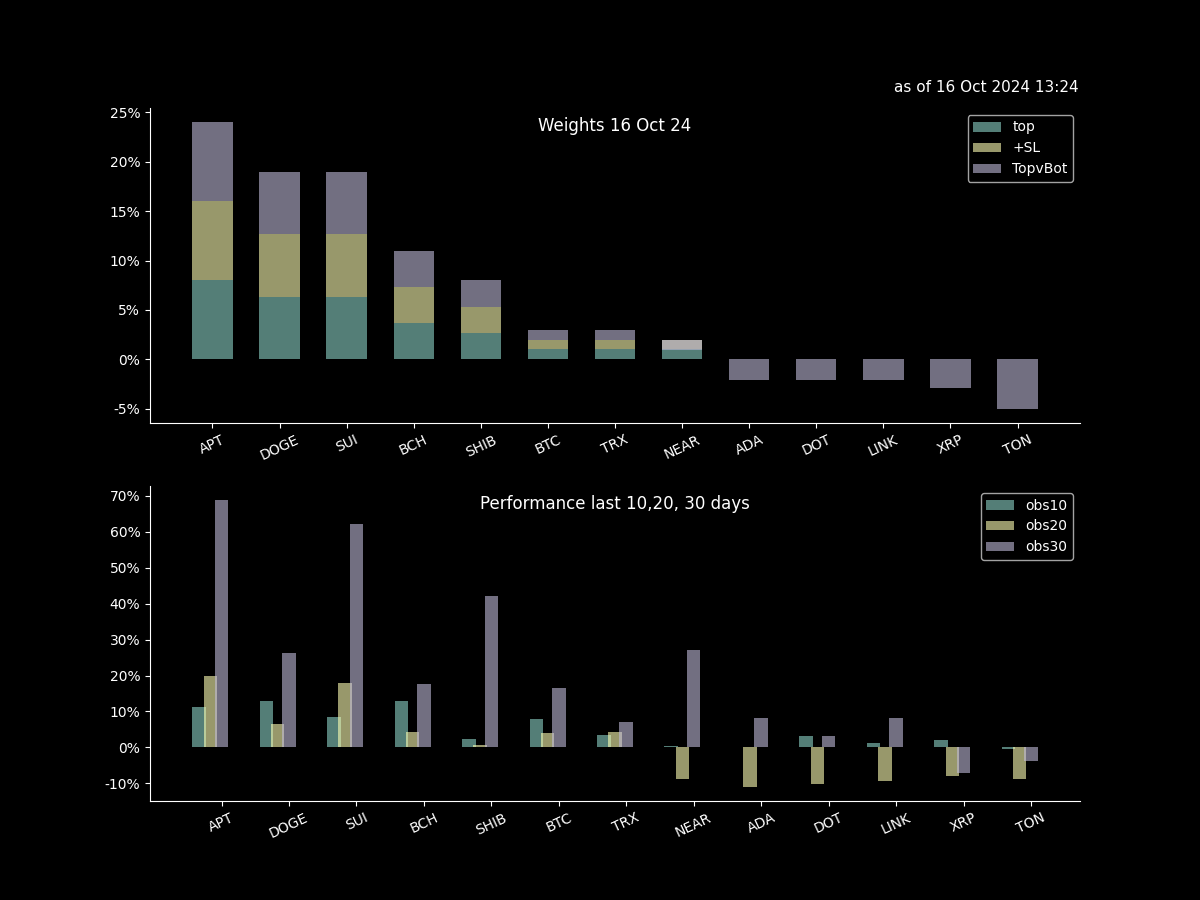 as of 16 Oct 2024 13:24
Weights 16 Oct 24
top
+SL
TopvBot
25%
20%
15%
10%
5%
0%
-5%
APT DOGE SUI BCH SHIB BTC TRX NEAR ADA DOT LINK XRP TON
Performance last 10,20, 30 days
obs10
obs20
obs30
70%
60%
50%
40%
30%
20%
10%
0%
-10%
APT DOGE SUI BCH SHIB BTC TRX NEAR ADA DOT LINK XRP TON